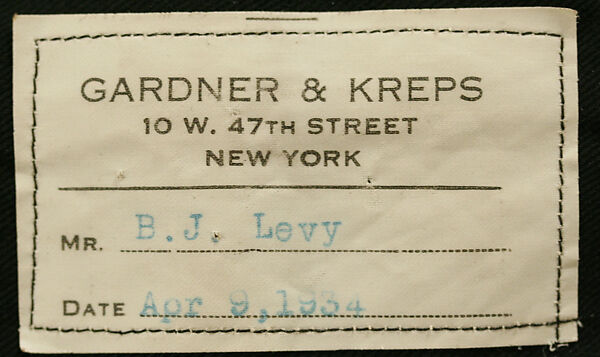 GARDNER & KREPS
10 W. 47TH STREET
NEW YORK
MR. B.J. Levy
DATE Apr 9,1934